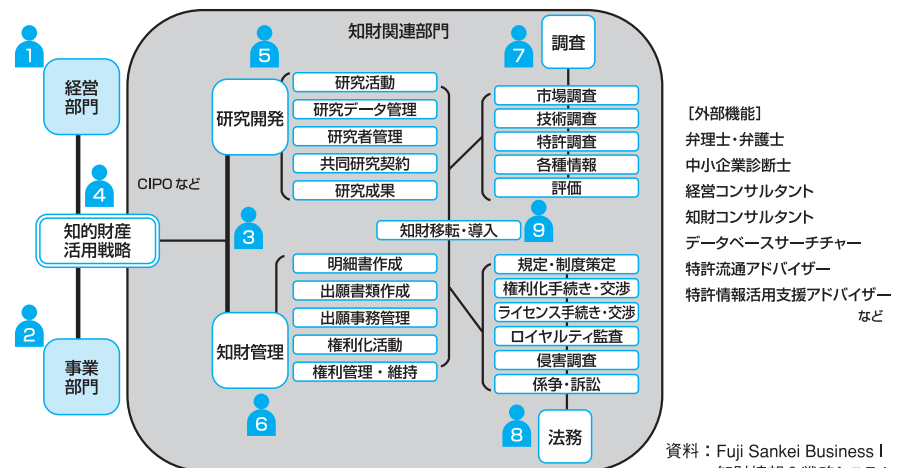 知財関連部門
1
経営
部門
4
知的財産
活用戦略
2
事業
部門
CIPOなど
3
5
研究開発
研究活動
研究データ管理
研究者管理
共同研究契約
研究成果
7
調査
市場調査
技術調査
特許調査
各種情報
評価
知財移転・導入
9
知財管理
6
明細書作成
出願書類作成
出願事務管理
権利化活動
権利管理・維持
規定・制度策定
権利化手続き・交渉
ライセンス手続き・交渉
ロイヤルティ監査
侵害調査
係争・訴訟
8
法務
[外部機能]
弁理士・弁護士
中小企業診断士
経営コンサルタント
知財コンサルタント
データベースサーチチャー
特許流通アドバイザー
特許情報活用支援アドバイザー
など
資料：Fuji Sankei Business I